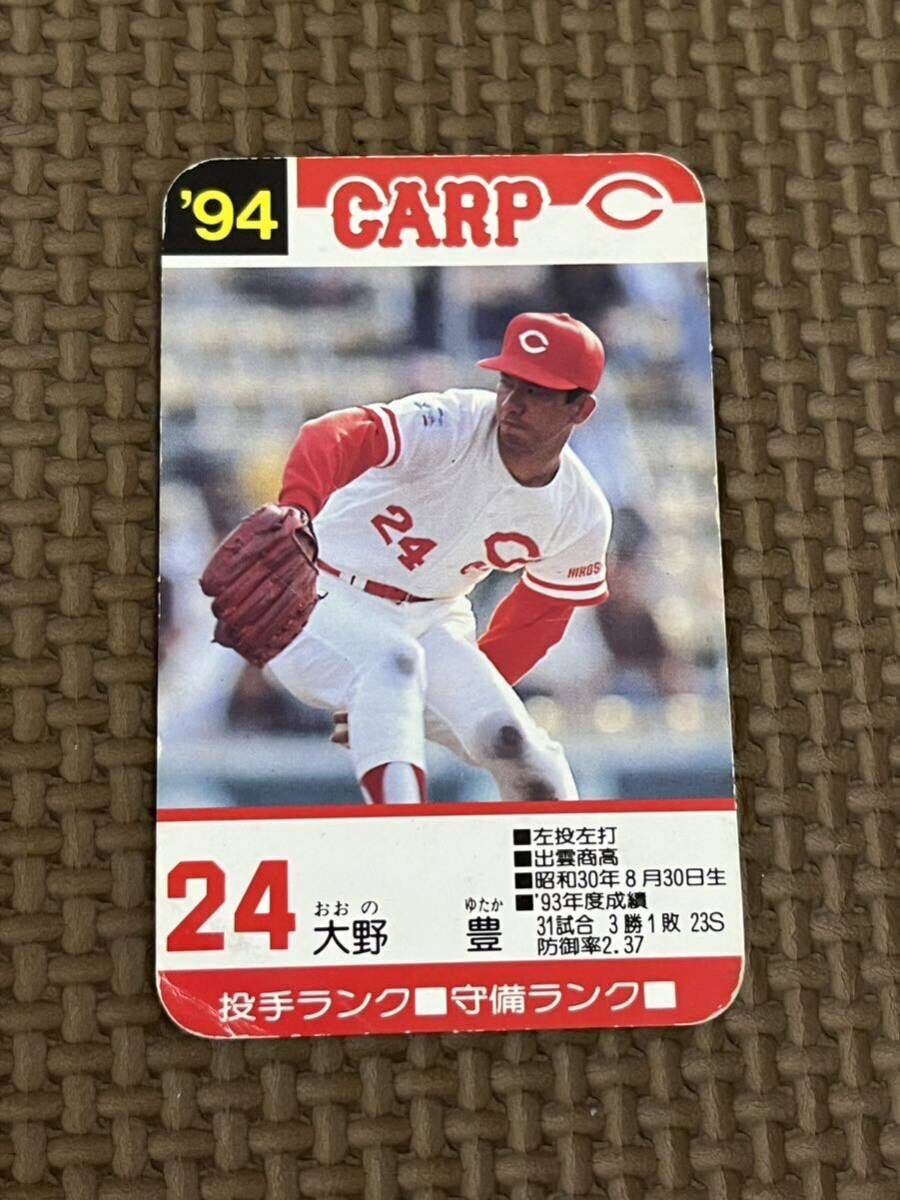 '94 CARP C
C
24
C
HIROS
24
おおの ゆたか
大野 豊
■左投左打
■出雲商高
■昭和30年8月30日生
■'93年度成績
31試合 3勝1敗 23S
防御率2.37
投手ランク■守備ランク■